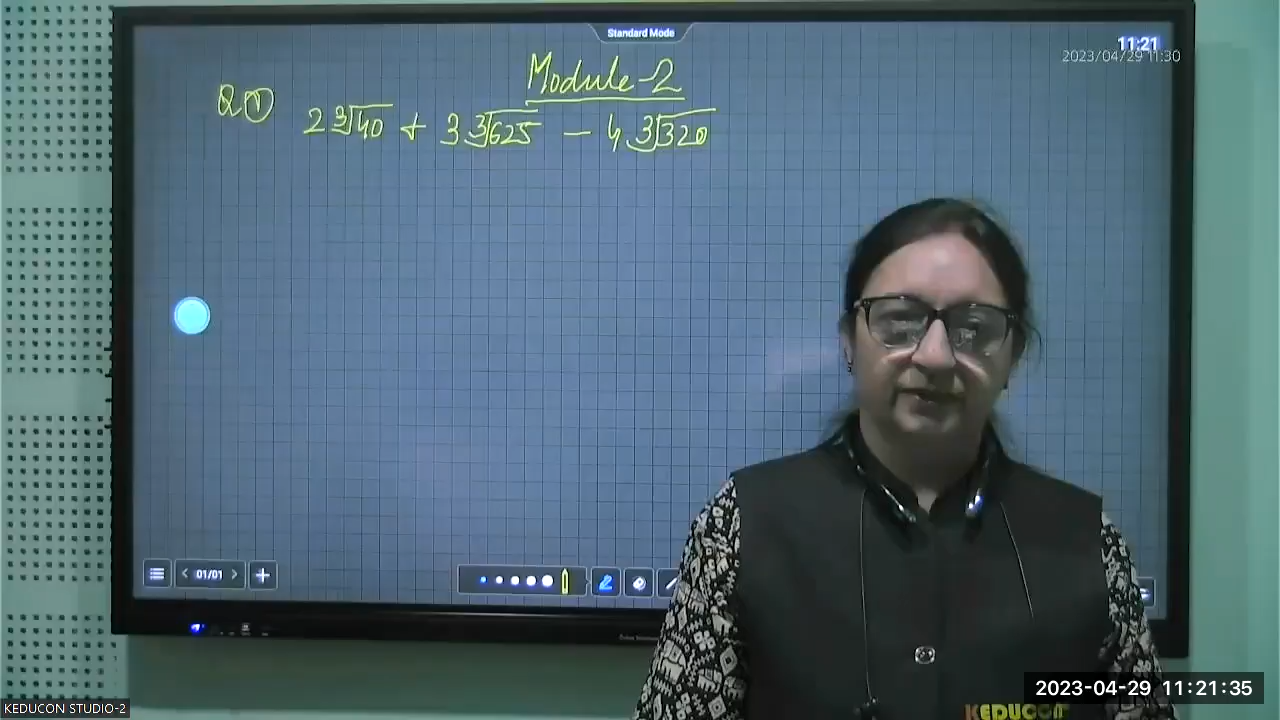 Standard Mode
11:21
2023/04/29 11:30
Module-2
Q① 2∛40 + 3∛625 − 4∛320
01/01
KEDUCON
2023-04-29 11:21:35
KEDUCON STUDIO-2